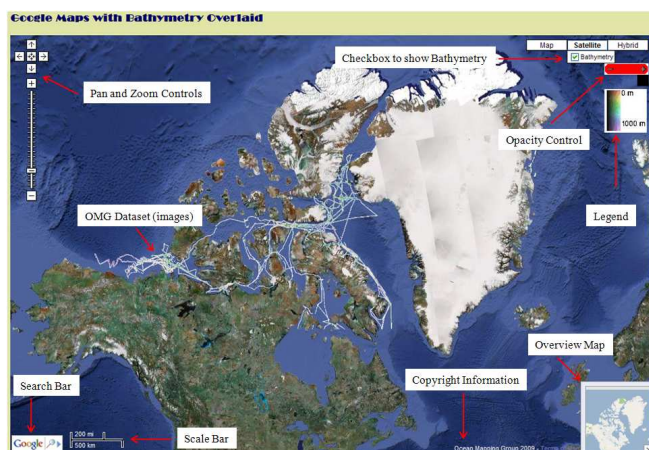 Google Maps with Bathymetry Overlaid
Map Satellite Hybrid
Checkbox to show Bathymetry
Bathymetry
Pan and Zoom Controls
0 m
1000 m
Opacity Control
OMG Dataset (images)
Legend
Overview Map
Copyright Information
Search Bar
200 mi
500 km
Scale Bar
Google
Ocean Mapping Group 2009 - Terms